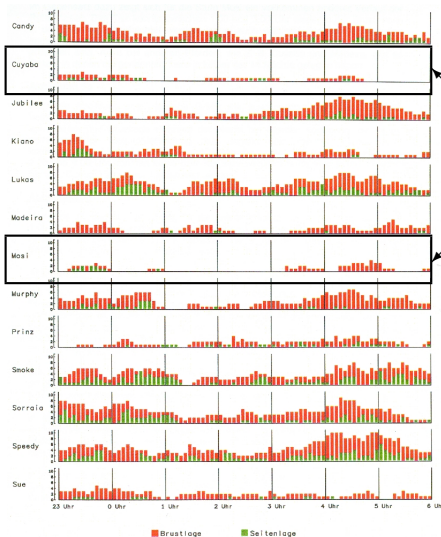 Candy
Cuyaba
Jubilee
Kiano
Lukas
Madeira
Masi
Murphy
Prinz
Smoke
Sorraia
Speedy
Sue
23 Uhr 0 Uhr 1 Uhr 2 Uhr 3 Uhr 4 Uhr 5 Uhr 6 Uhr
Brustlage Seitenlage